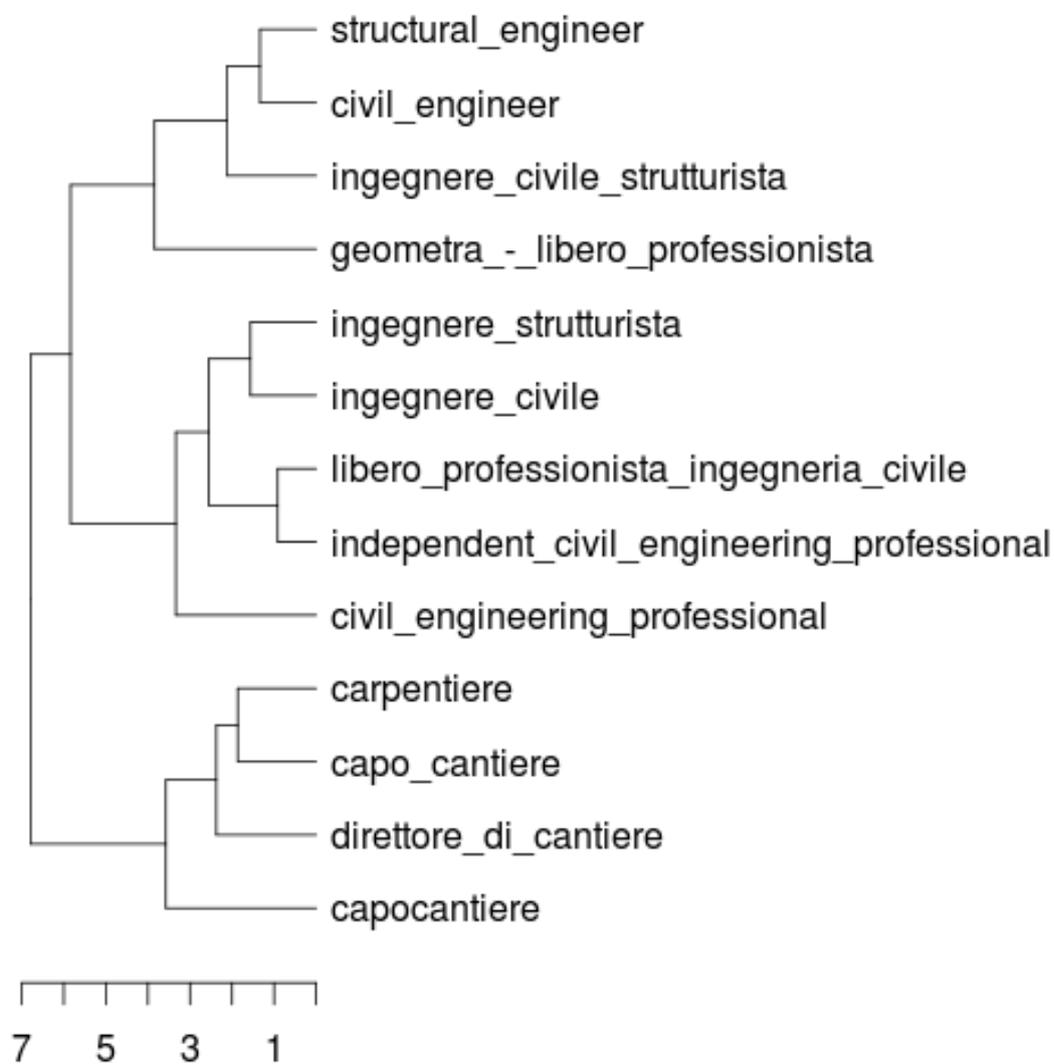 structural_engineer
civil_engineer
ingegnere_civile_strutturista
geometra_-_libero_professionista
ingegnere_strutturista
ingegnere_civile
libero_professionista_ingegneria_civile
independent_civil_engineering_professional
civil_engineering_professional
carpentiere
capo_cantiere
direttore_di_cantiere
capocantiere
7 5 3 1